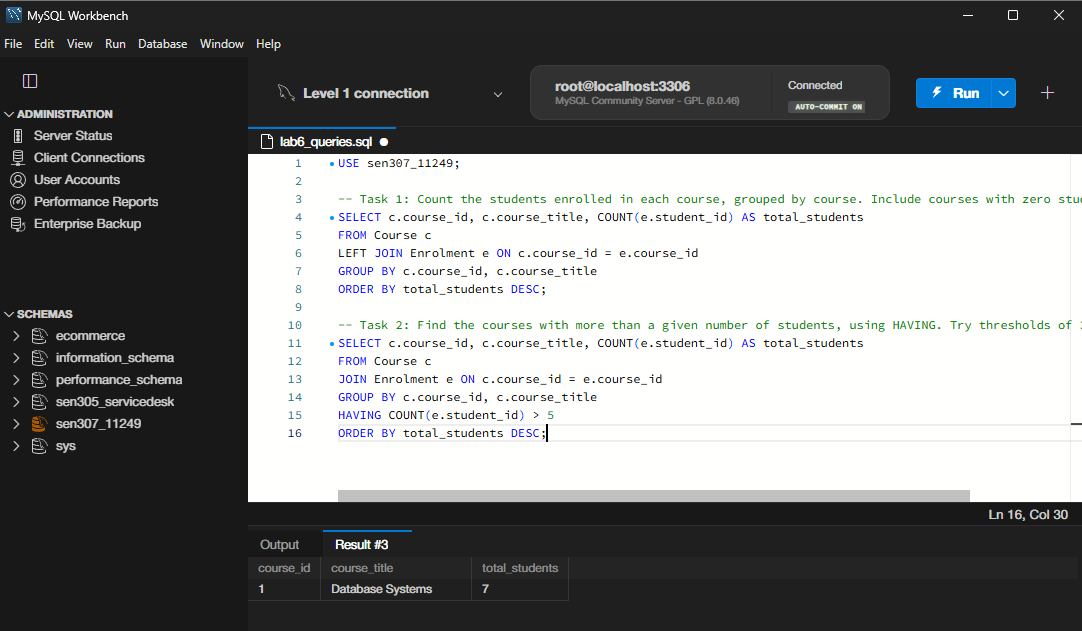 MySQL Workbench
File Edit View Run Database Window Help
Level 1 connection
root@localhost:3306
MySQL Community Server - GPL (8.0.46)
Connected
AUTO-COMMIT ON
Run
ADMINISTRATION
Server Status
Client Connections
User Accounts
Performance Reports
Enterprise Backup
SCHEMAS
ecommerce
information_schema
performance_schema
sen305_servicedesk
sen307_11249
sys
lab6_queries.sql
1 USE sen307_11249;
2
3 -- Task 1: Count the students enrolled in each course, grouped by course. Include courses with zero stu
4 SELECT c.course_id, c.course_title, COUNT(e.student_id) AS total_students
5 FROM Course c
6 LEFT JOIN Enrolment e ON c.course_id = e.course_id
7 GROUP BY c.course_id, c.course_title
8 ORDER BY total_students DESC;
9
10 -- Task 2: Find the courses with more than a given number of students, using HAVING. Try thresholds of
11 SELECT c.course_id, c.course_title, COUNT(e.student_id) AS total_students
12 FROM Course c
13 JOIN Enrolment e ON c.course_id = e.course_id
14 GROUP BY c.course_id, c.course_title
15 HAVING COUNT(e.student_id) > 5
16 ORDER BY total_students DESC;
Ln 16, Col 30
Output Result #3
course_id course_title total_students
1 Database Systems 7